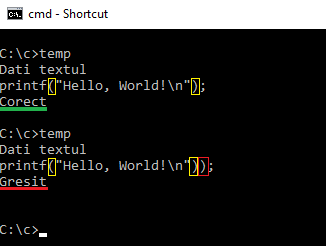 cmd - Shortcut
C:\c>temp
Dati textul
printf("Hello, World!\n");
Corect
C:\c>temp
Dati textul
printf("Hello, World!\n"));
Gresit
C:\c>_